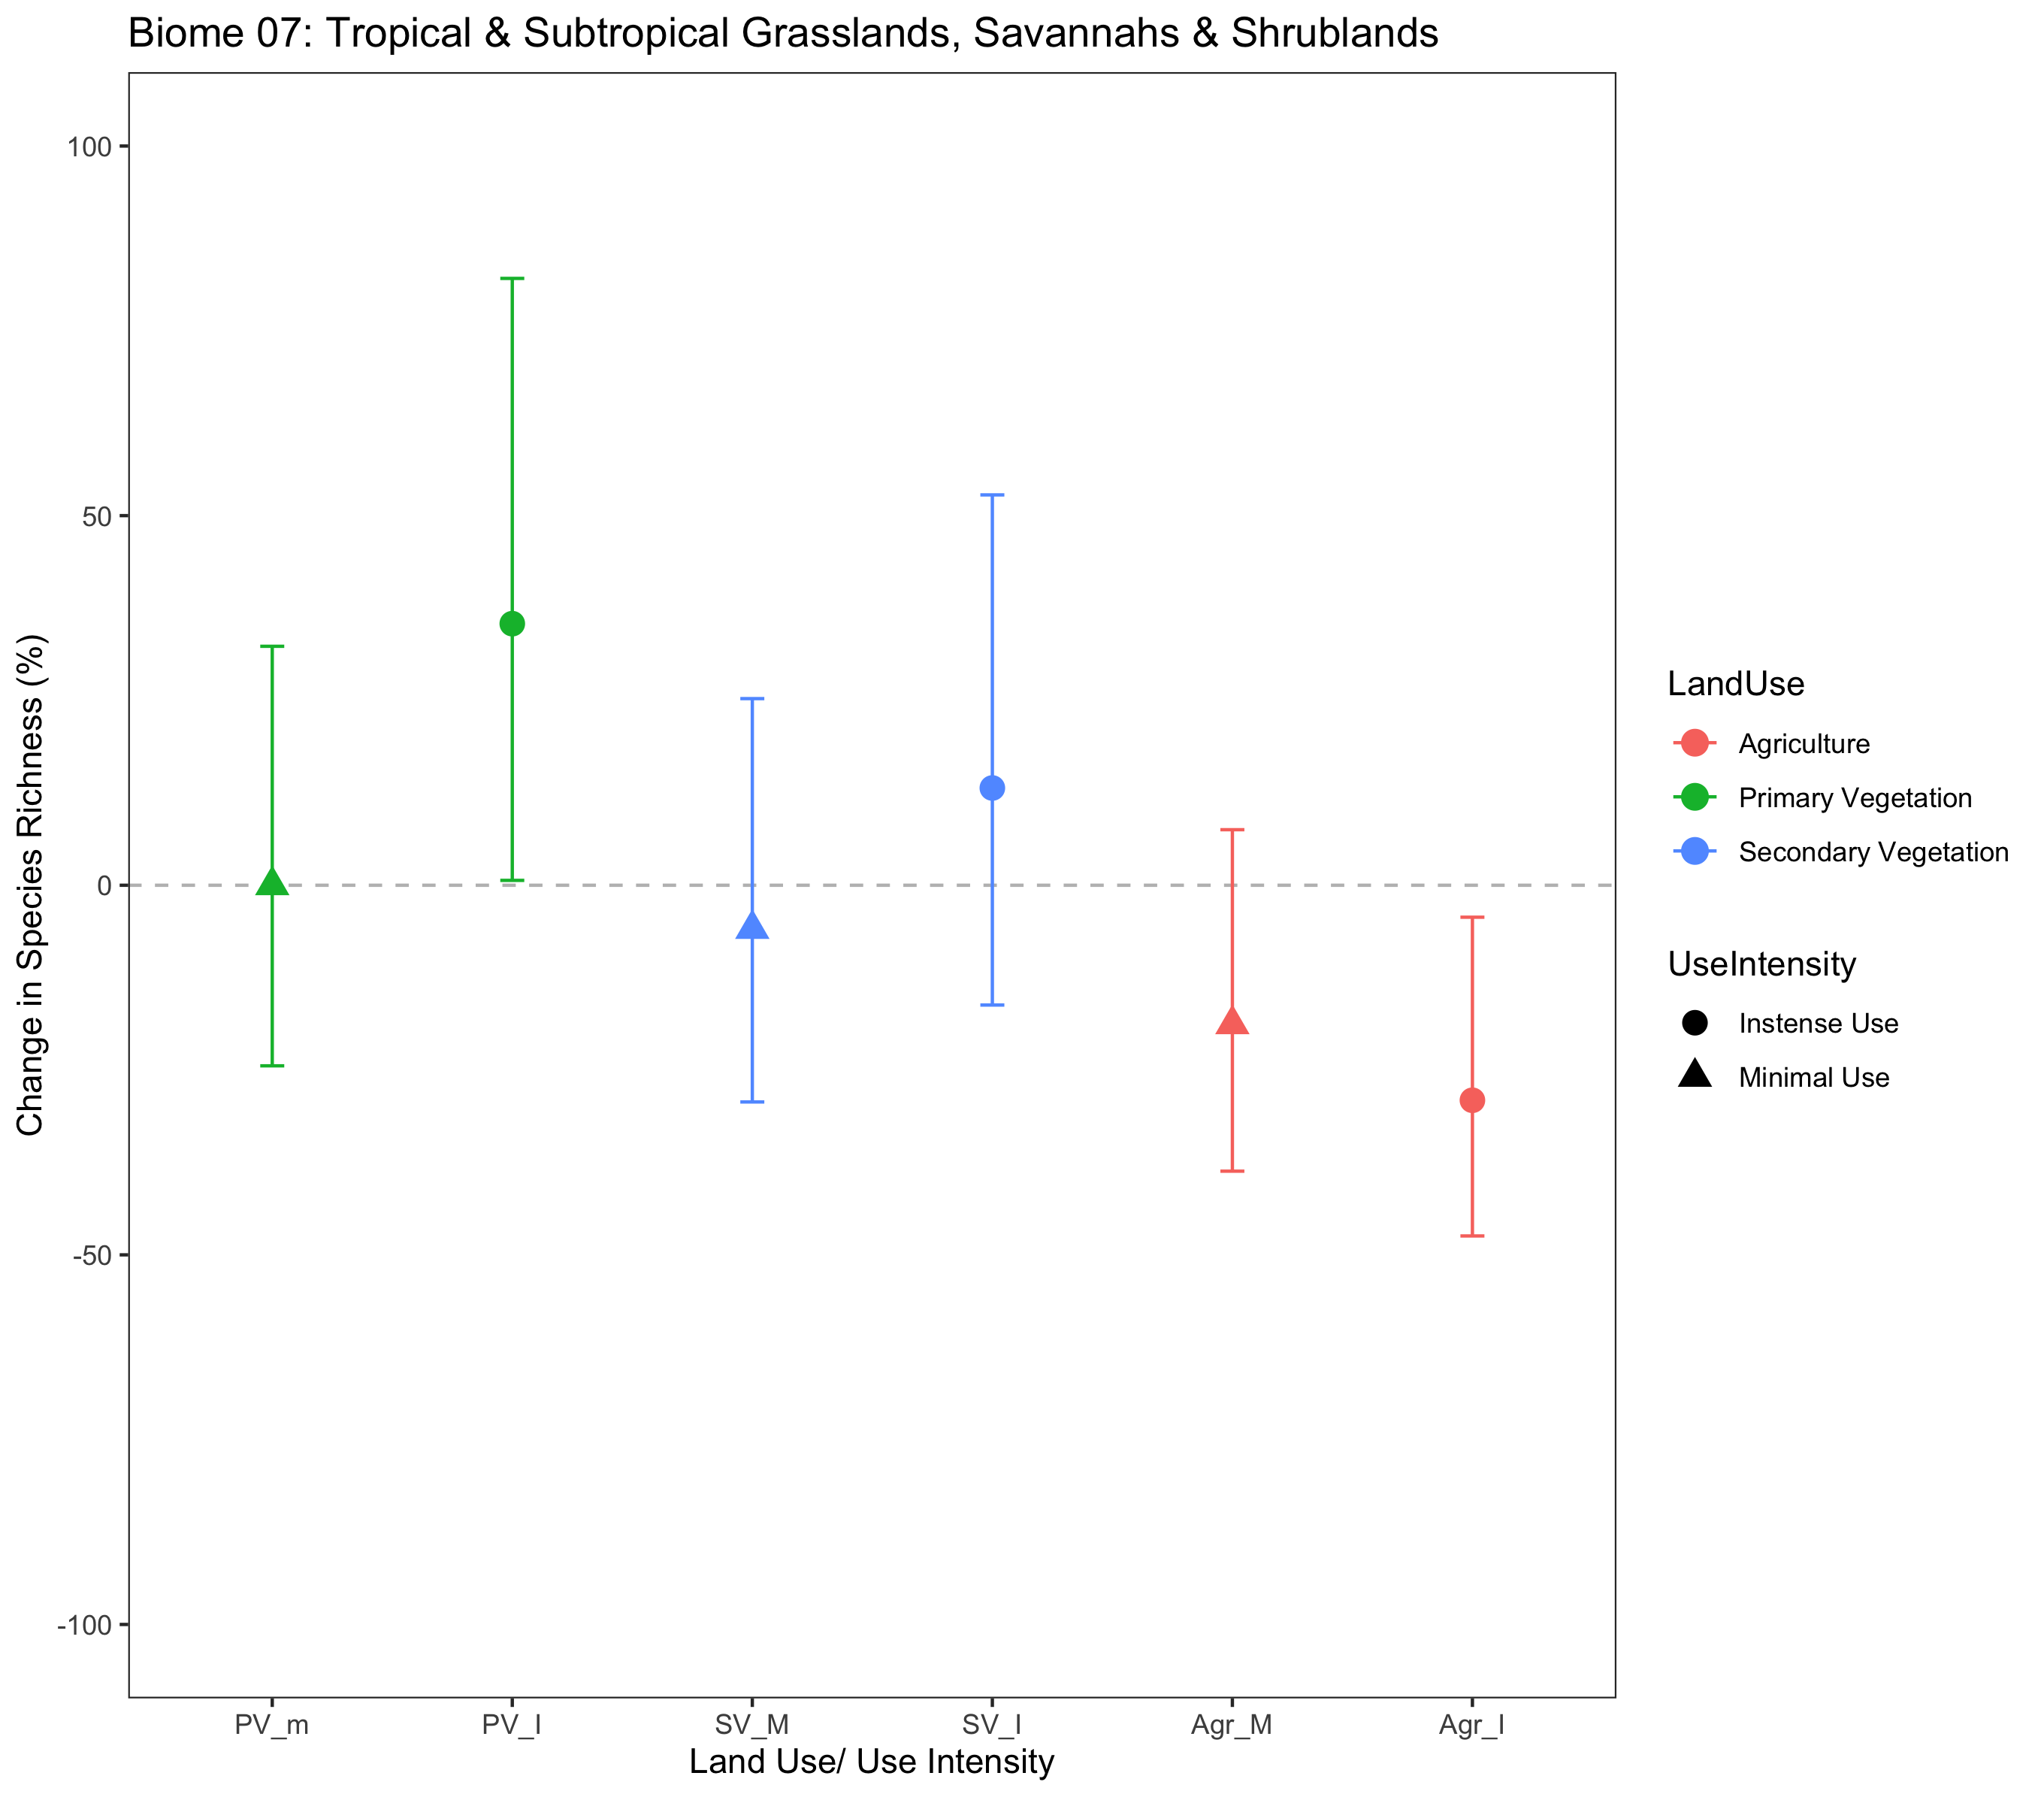 Biome 07: Tropical & Subtropical Grasslands, Savannahs & Shrublands
100
50
0
-50
-100
Change in Species Richness (%)
PV_m
PV_I
SV_M
SV_I
Agr_M
Agr_I
Land Use/ Use Intensity
LandUse
Agriculture
Primary Vegetation
Secondary Vegetation
UseIntensity
Instense Use
Minimal Use